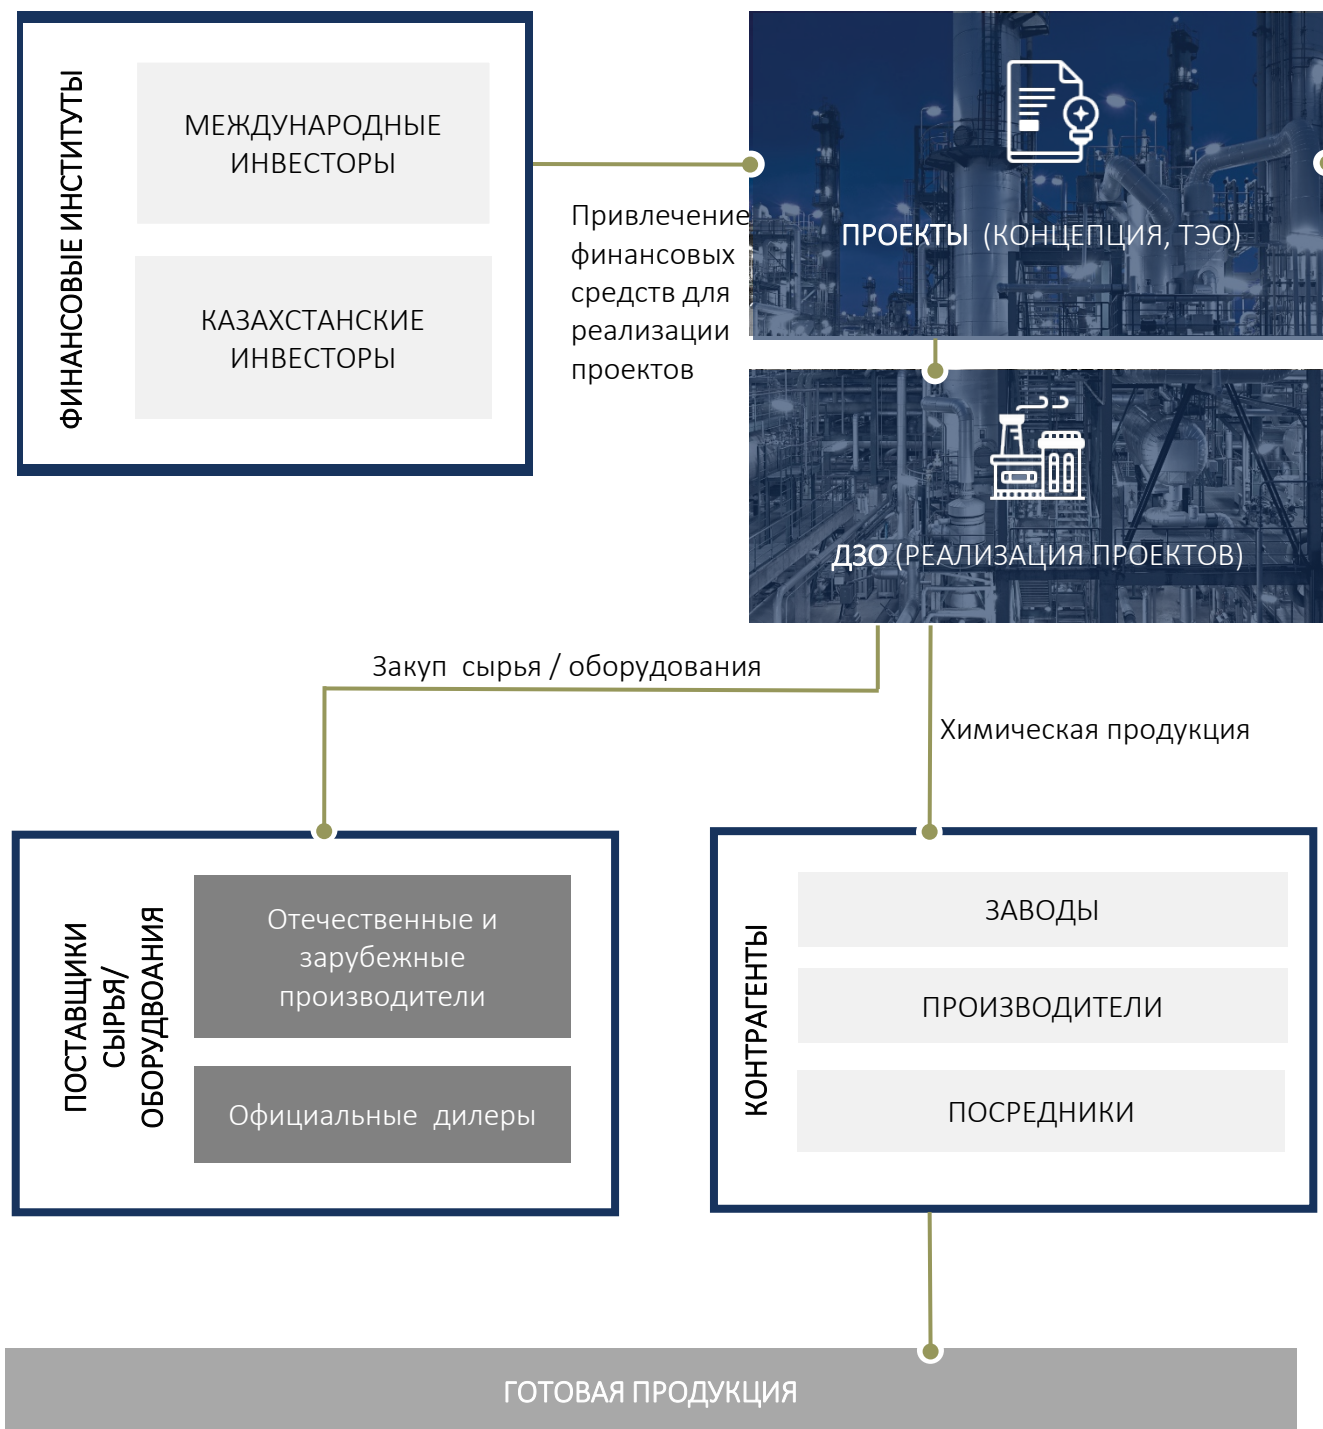 ФИНАНСОВЫЕ ИНСТИТУТЫ
МЕЖДУНАРОДНЫЕ
ИНВЕСТОРЫ
КАЗАХСТАНСКИЕ
ИНВЕСТОРЫ
Привлечение
финансовых
средств для
реализации
проектов
ПРОЕКТЫ (КОНЦЕПЦИЯ, ТЭО)
ДЗО (РЕАЛИЗАЦИЯ ПРОЕКТОВ)
Закуп сырья / оборудования
Химическая продукция
ПОСТАВЩИКИ
СЫРЬЯ/
ОБОРУДВОАНИЯ
Отечественные и
зарубежные
производители
Официальные дилеры
КОНТРАГЕНТЫ
ЗАВОДЫ
ПРОИЗВОДИТЕЛИ
ПОСРЕДНИКИ
ГОТОВАЯ ПРОДУКЦИЯ